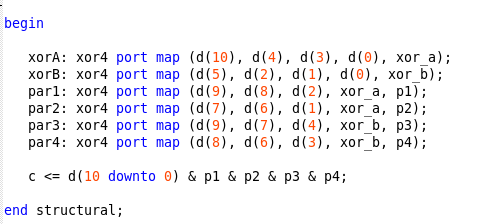 begin
xorA: xor4 port map (d(10), d(4), d(3), d(0), xor_a);
xorB: xor4 port map (d(5), d(2), d(1), d(0), xor_b);
par1: xor4 port map (d(9), d(8), d(2), xor_a, p1);
par2: xor4 port map (d(7), d(6), d(1), xor_a, p2);
par3: xor4 port map (d(9), d(7), d(4), xor_b, p3);
par4: xor4 port map (d(8), d(6), d(3), xor_b, p4);
c <= d(10 downto 0) & p1 & p2 & p3 & p4;
end structural;